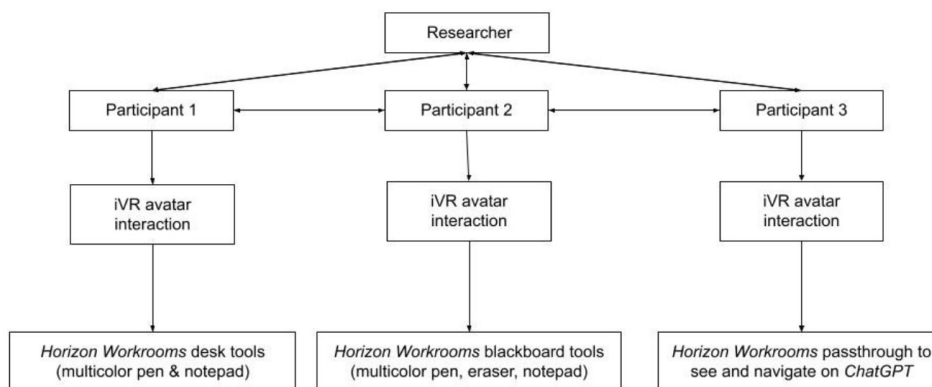 Researcher
Participant 1
Participant 2
Participant 3
iVR avatar
interaction
iVR avatar
interaction
iVR avatar
interaction
Horizon Workrooms desk tools
(multicolor pen & notepad)
Horizon Workrooms blackboard tools
(multicolor pen, eraser, notepad)
Horizon Workrooms passthrough to
see and navigate on ChatGPT